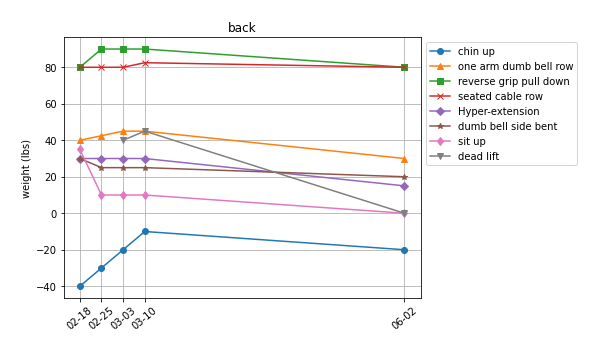 back
chin up
one arm dumb bell row
reverse grip pull down
seated cable row
Hyper-extension
dumb bell side bent
sit up
dead lift
weight (lbs)
80
60
40
20
0
−20
−40
02-18
02-25
03-03
03-10
06-02